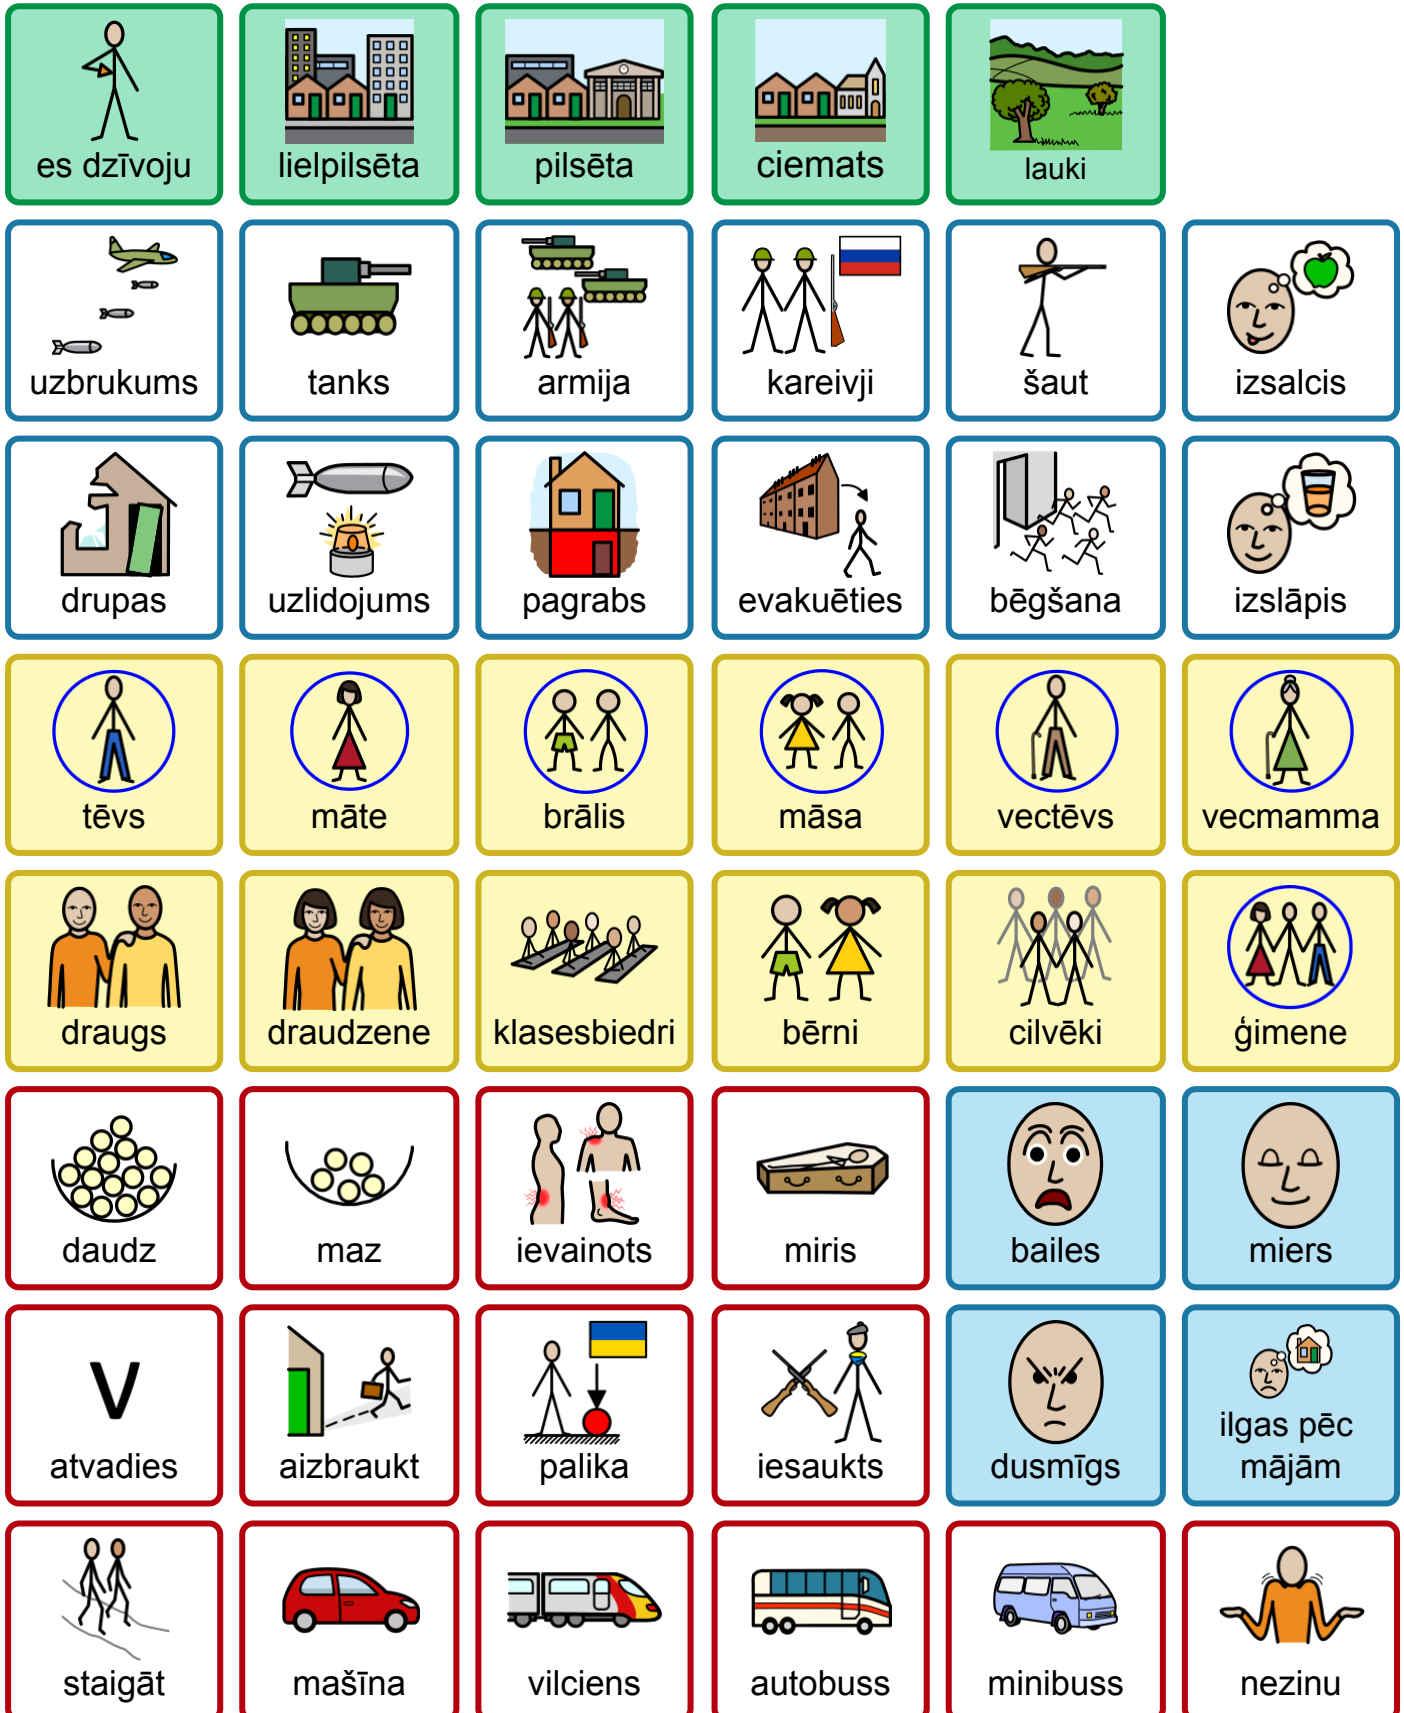 es dzīvoju
lielpilsēta
pilsēta
ciemats
lauki
uzbrukums
tanks
armija
kareivji
šaut
izsalcis
drupas
uzlidojums
pagrabs
evakuēties
bēgšana
izslāpis
tēvs
māte
brālis
māsa
vectēvs
vecmamma
draugs
draudzene
klasesbiedri
bērni
cilvēki
ģimene
daudz
maz
ievainots
miris
bailes
miers
v
atvadies
aizbraukt
palika
iesaukts
dusmīgs
ilgas pēc
mājām
staigāt
mašīna
vilciens
autobuss
minibuss
nezinu